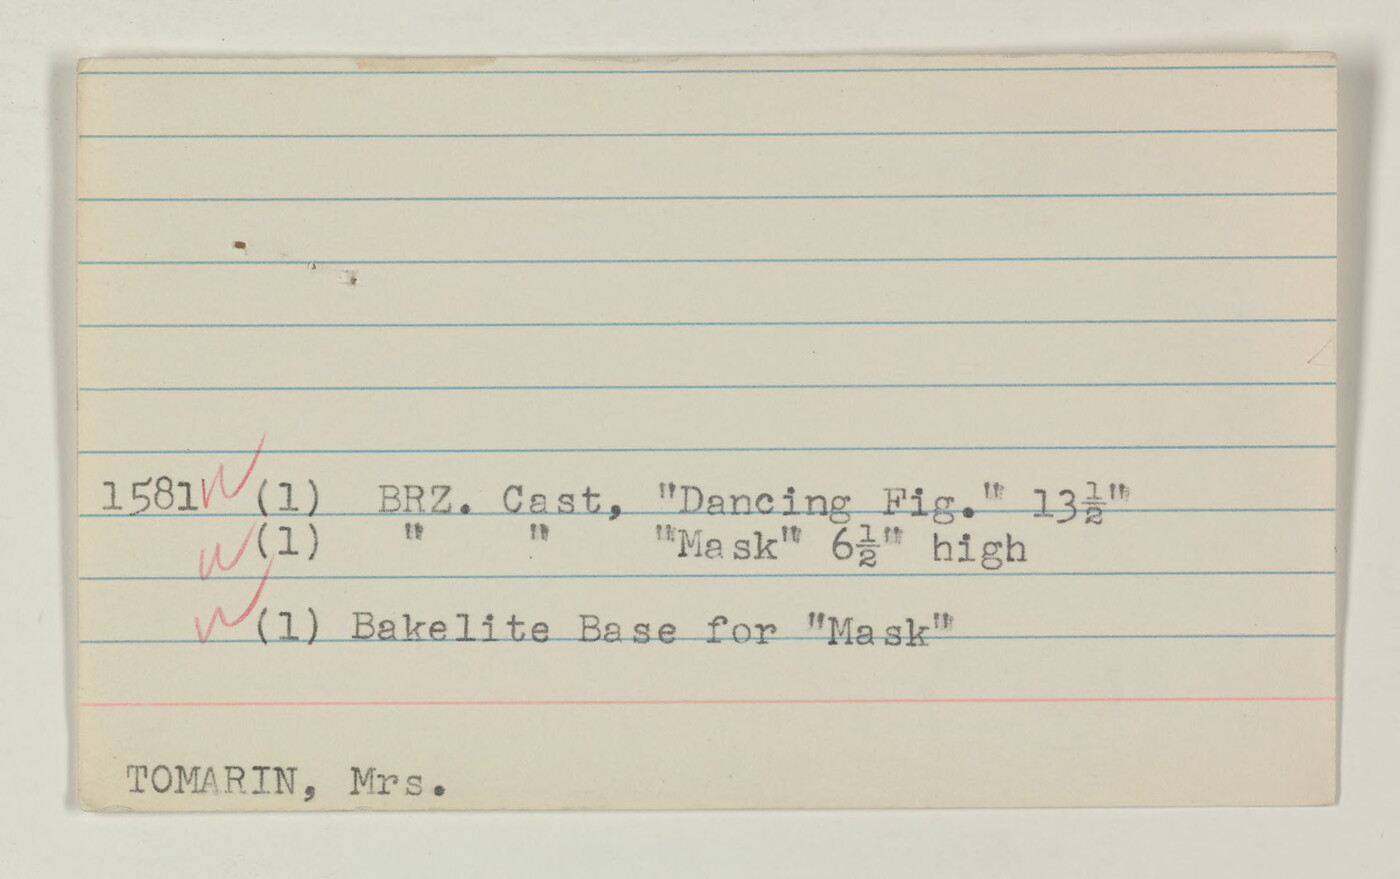 1581 (1) BRZ. Cast, "Dancing Fig." 13½"
(1) " " "Mask" 6½" high
(1) Bakelite Base for "Mask"
TOMARIN, Mrs.